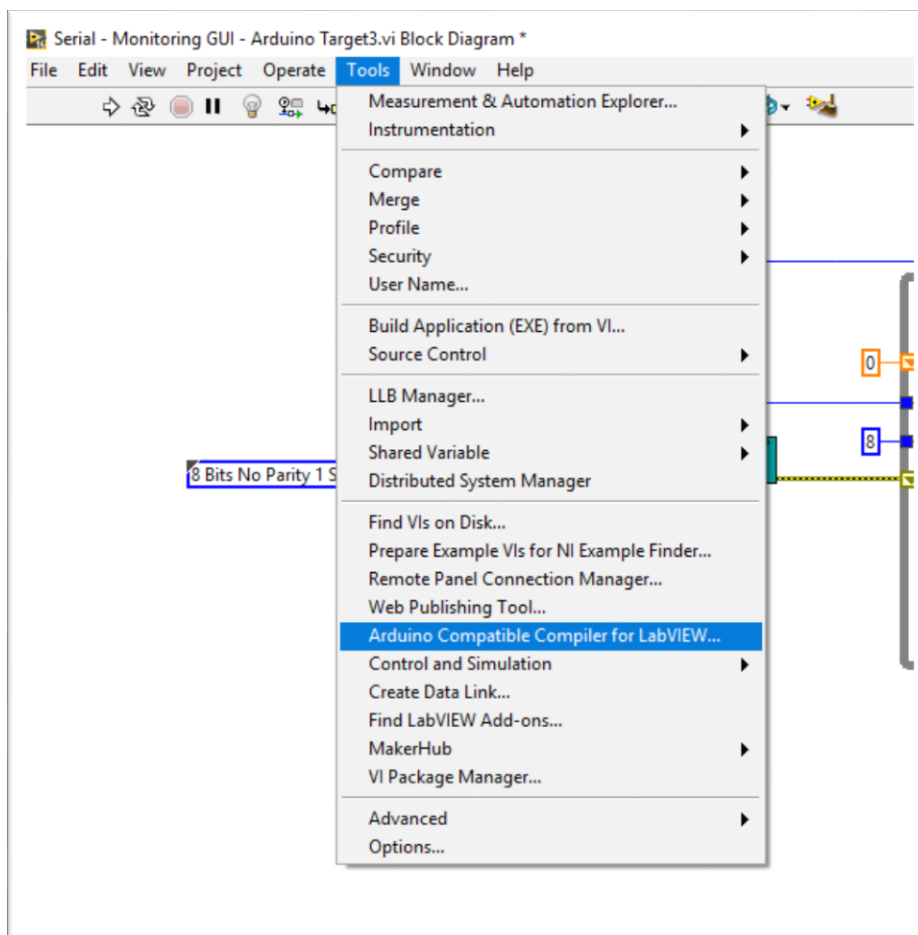 Serial - Monitoring GUI - Arduino Target3.vi Block Diagram *
File Edit View Project Operate Tools Window Help
Measurement & Automation Explorer...
Instrumentation
Compare
Merge
Profile
Security
User Name...
Build Application (EXE) from VI...
Source Control
0
LLB Manager...
Import
8
Shared Variable
8 Bits No Parity 1 S
Distributed System Manager
Find VIs on Disk...
Prepare Example VIs for NI Example Finder...
Remote Panel Connection Manager...
Web Publishing Tool...
Arduino Compatible Compiler for LabVIEW...
Control and Simulation
Create Data Link...
Find LabVIEW Add-ons...
MakerHub
VI Package Manager...
Advanced
Options...